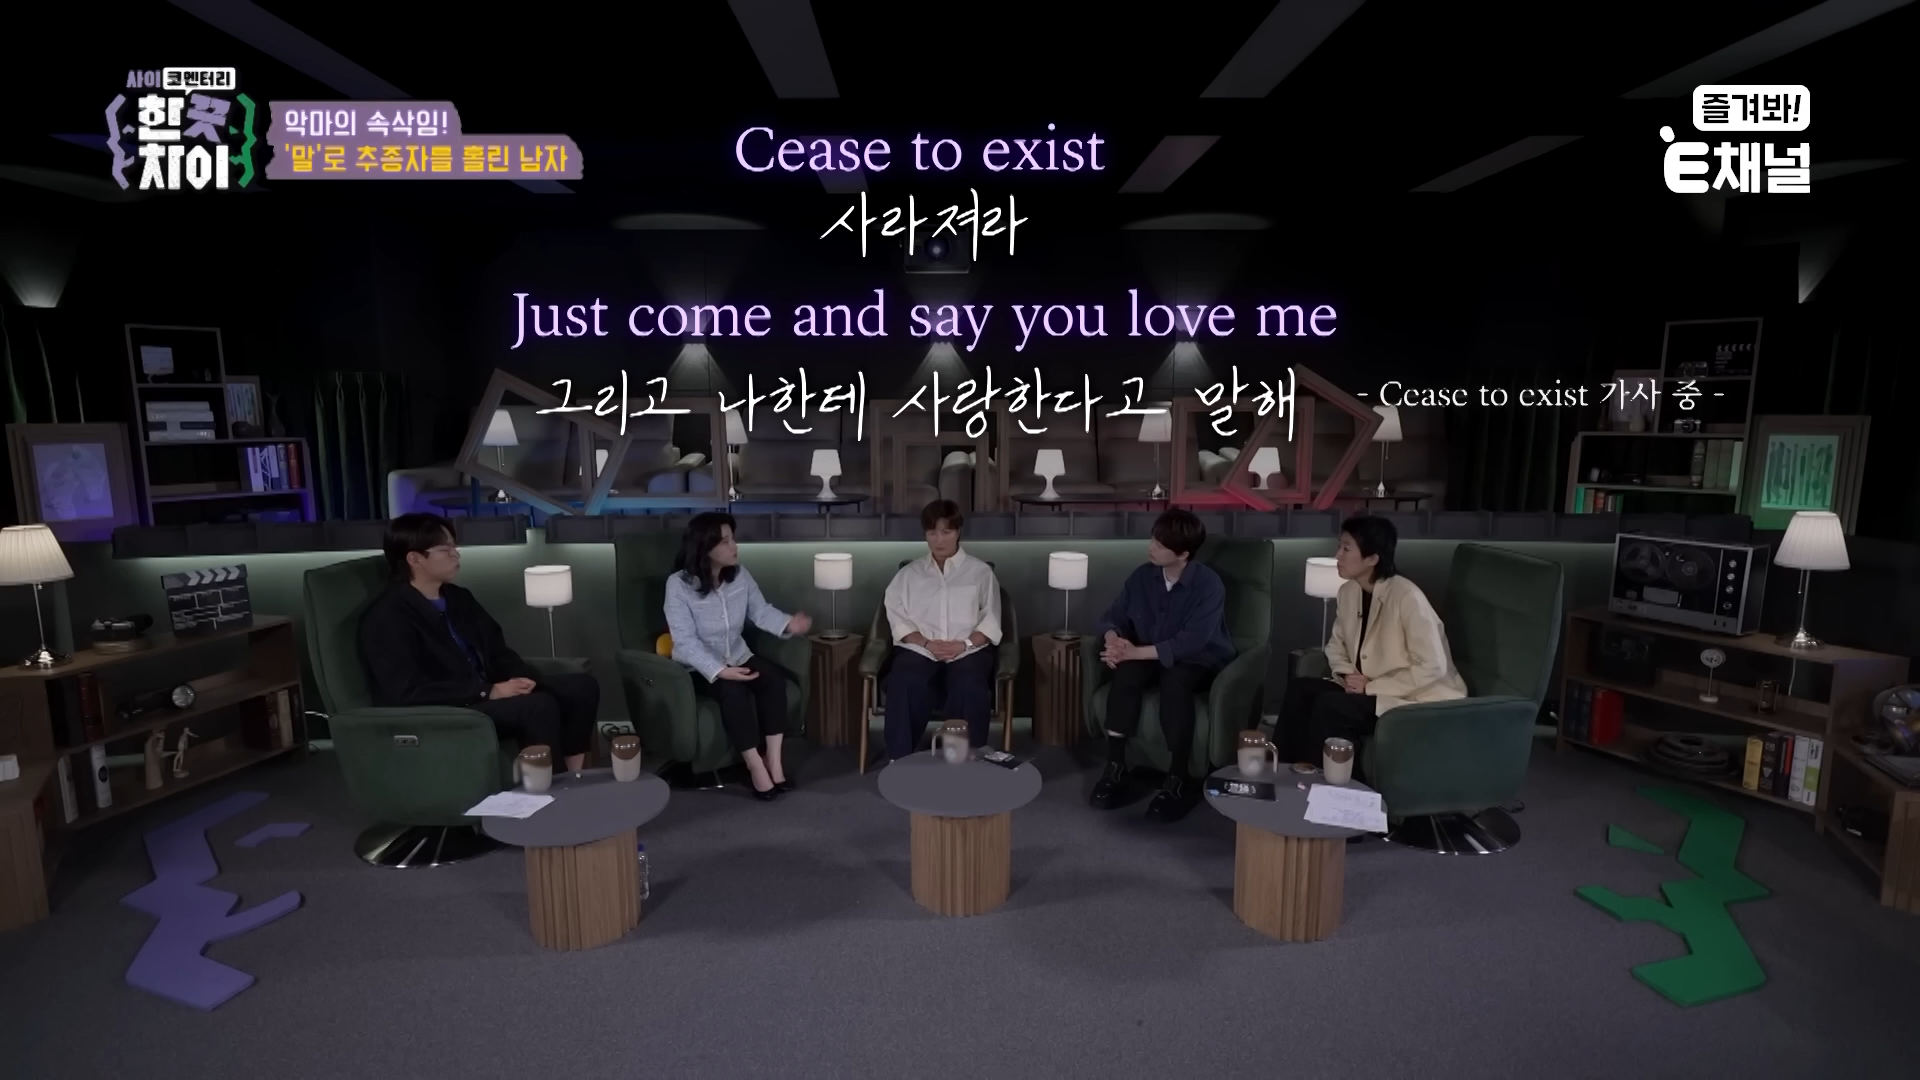 사이코멘터리
한끗
차이
악마의 속삭임!
'말'로 추종자를 홀린 남자
즐겨봐!
E채널
Cease to exist
사라져라
Just come and say you love me
그리고 나한테 사랑한다고 말해
- Cease to exist 가사 중 -